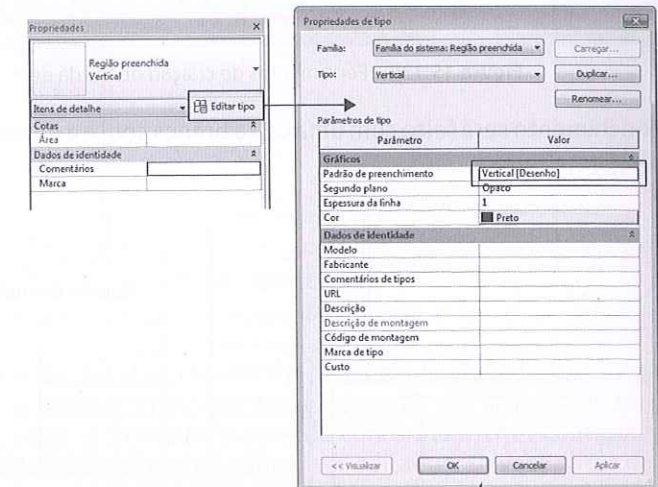 Propriedades
Região preenchida
Vertical
Itens de detalhe
Editar tipo
Cotas
Área
Dados de identidade
Comentários
Marca
Propriedades de tipo
Família:
Família do sistema: Região preenchida
Carregar...
Tipo:
Vertical
Duplicar...
Renomear...
Parâmetros de tipo
Parâmetro
Valor
Gráficos
Padrão de preenchimento
Vertical [Desenho]
Segundo plano
Opaco
Espessura da linha
1
Cor
Preto
Dados de identidade
Modelo
Fabricante
Comentários de tipos
URL
Descrição
Descrição de montagem
Código de montagem
Marca de tipo
Custo
<< Visualizar
OK
Cancelar
Aplicar